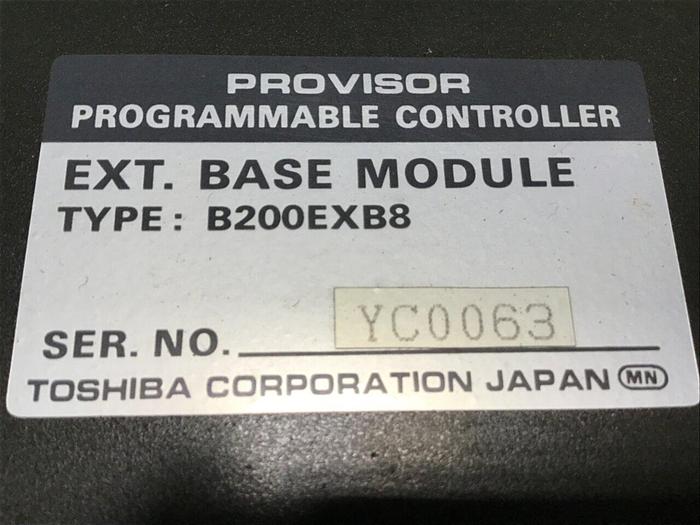 PROVISOR
PROGRAMMABLE CONTROLLER
EXT. BASE MODULE
TYPE: B200EXB8
SER. NO. YC0063
TOSHIBA CORPORATION JAPAN MN